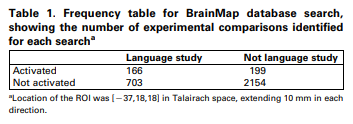 Table 1. Frequency table for BrainMap database search,
showing the number of experimental comparisons identified
for each searchª
Language study Not language study
Activated 166 199
Not activated 703 2154
ªLocation of the ROI was [−37,18,18] in Talairach space, extending 10 mm in each
direction.